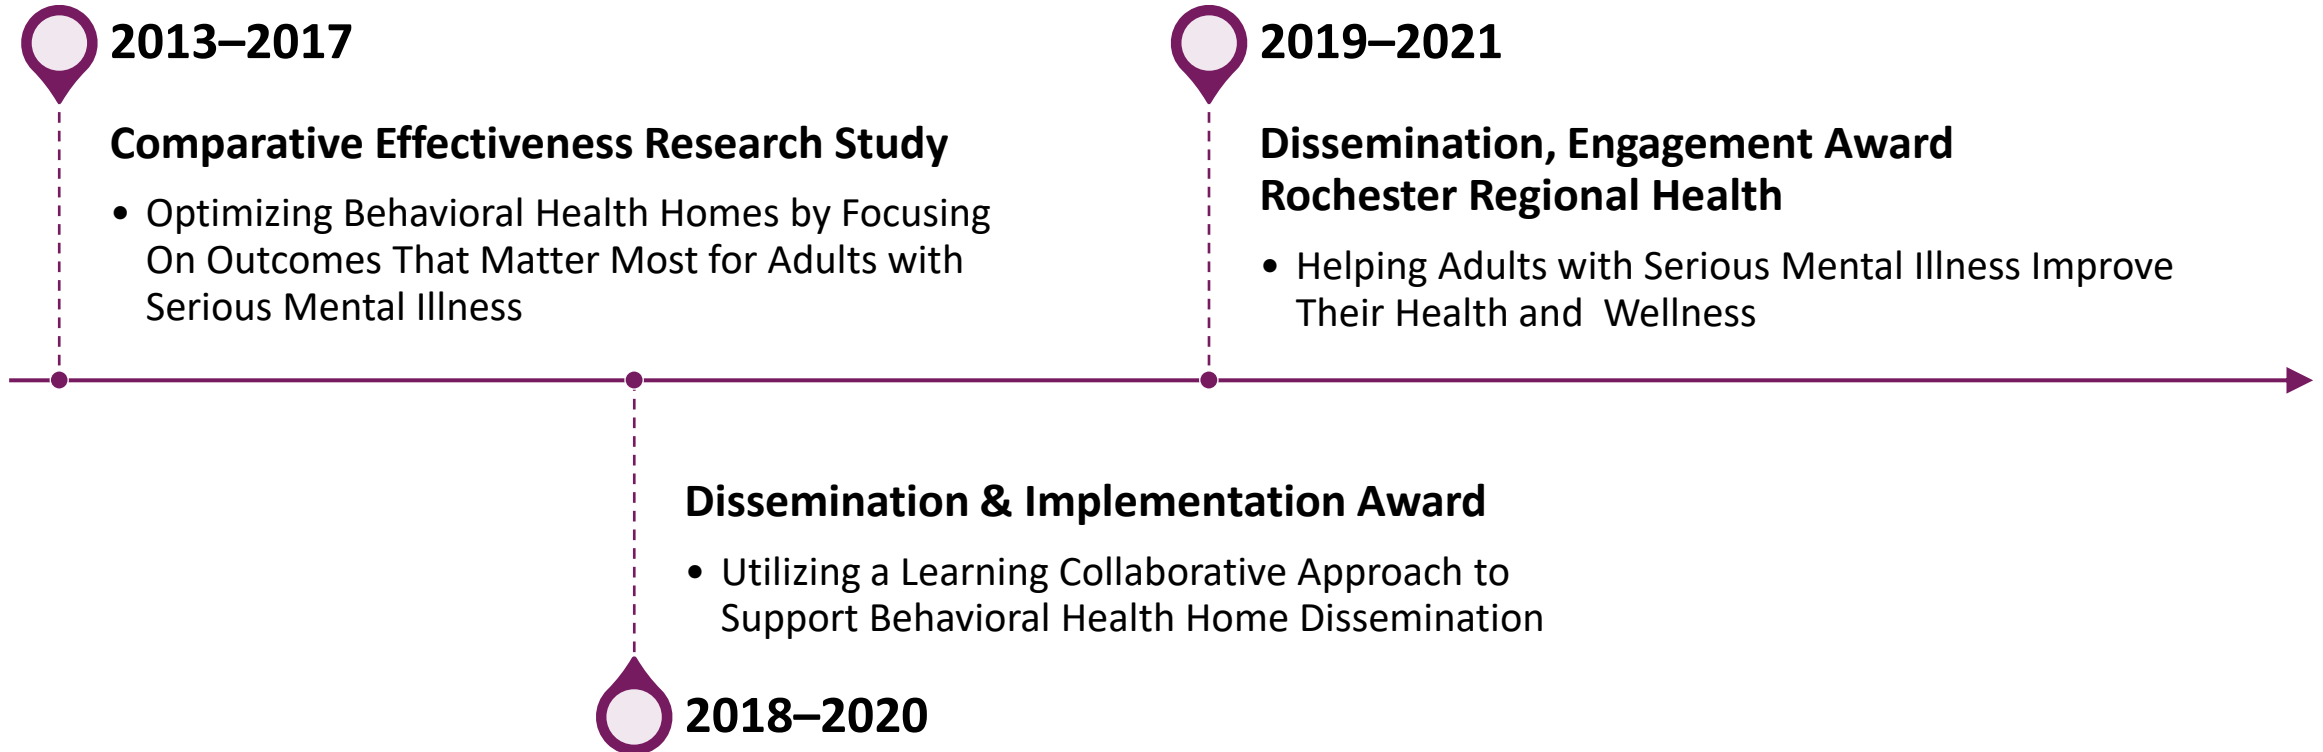 2013–2017
Comparative Effectiveness Research Study
• Optimizing Behavioral Health Homes by Focusing
On Outcomes That Matter Most for Adults with
Serious Mental Illness
2019–2021
Dissemination, Engagement Award
Rochester Regional Health
• Helping Adults with Serious Mental Illness Improve
Their Health and  Wellness
Dissemination & Implementation Award
• Utilizing a Learning Collaborative Approach to
Support Behavioral Health Home Dissemination
2018–2020